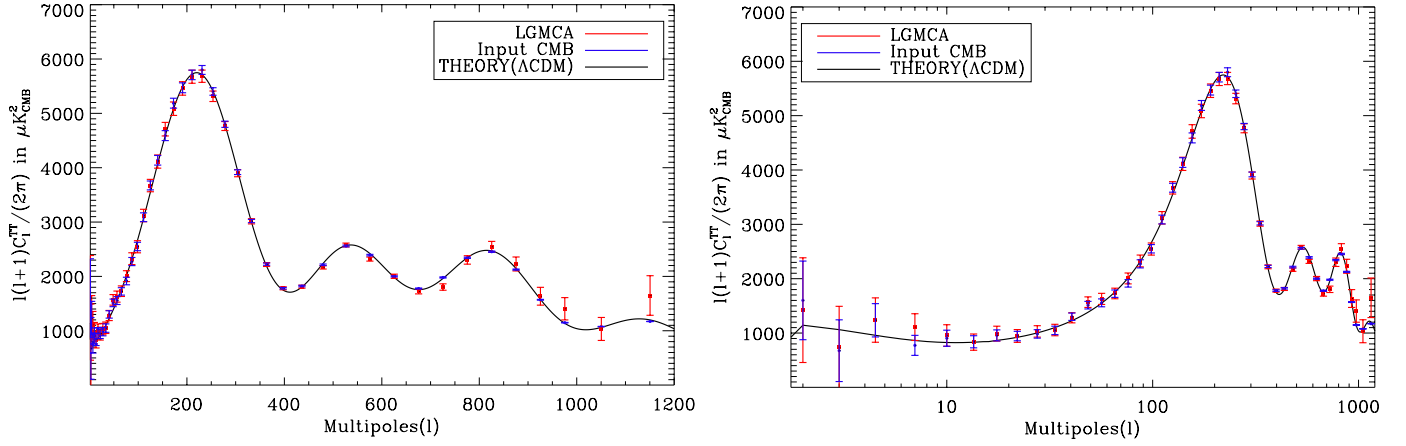 7000
6000
5000
4000
3000
2000
1000
l(l+1)C_l^TT/(2π) in μK²_CMB
LGMCA
Input CMB
THEORY(ΛCDM)
200 400 600 800 1000 1200
Multipoles(l)
7000
6000
5000
4000
3000
2000
1000
l(l+1)C_l^TT/(2π) in μK²_CMB
LGMCA
Input CMB
THEORY(ΛCDM)
10 100 1000
Multipoles(l)